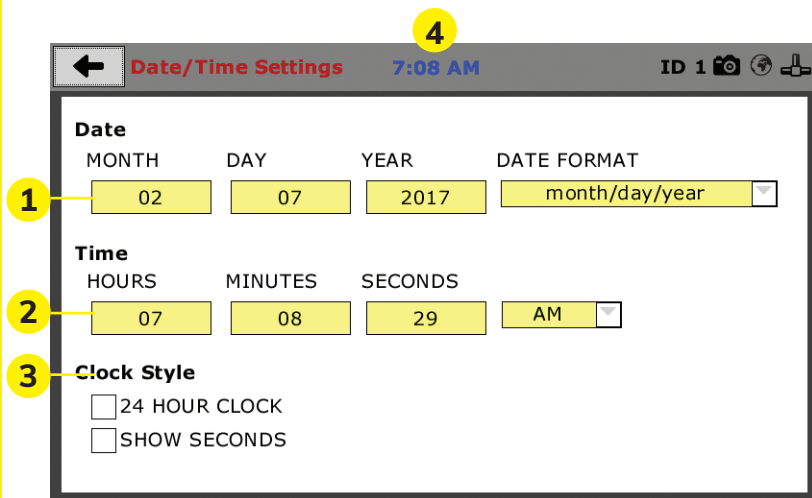 4
Date/Time Settings 7:08 AM ID 1
Date
MONTH DAY YEAR DATE FORMAT
1 02 07 2017 month/day/year
Time
HOURS MINUTES SECONDS
2 07 08 29 AM
3 Clock Style
24 HOUR CLOCK
SHOW SECONDS